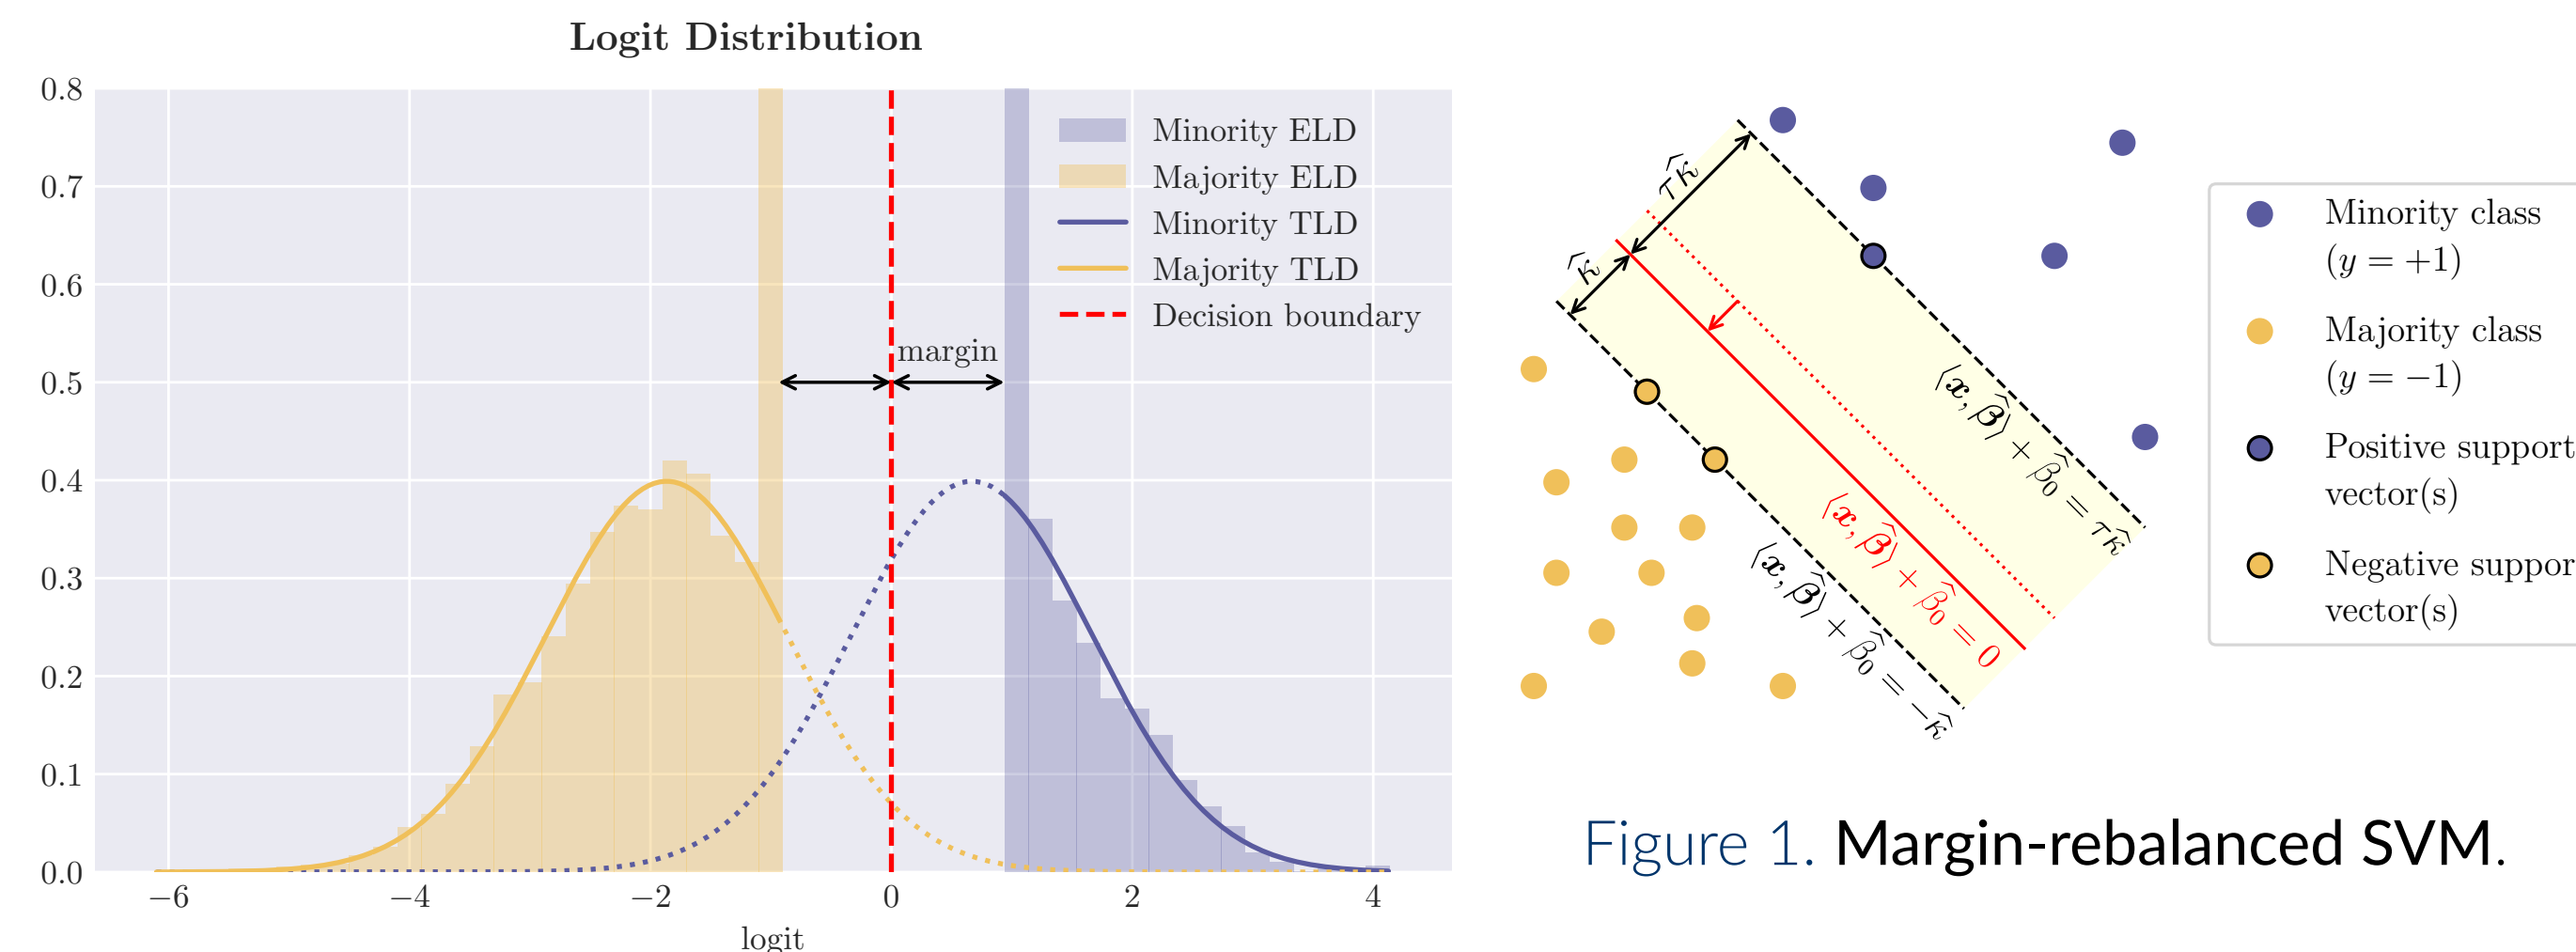 Logit Distribution
0.8
0.7
0.6
0.5
0.4
0.3
0.2
0.1
0.0
−6 −4 −2 0 2 4
logit
margin
Minority ELD
Majority ELD
Minority TLD
Majority TLD
Decision boundary
τκ̂
κ̂
⟨x, β̂⟩ + β̂₀ = τκ̂
⟨x, β̂⟩ + β̂₀ = 0
⟨x, β̂⟩ + β̂₀ = −κ̂
Minority class
(y = +1)
Majority class
(y = −1)
Positive support
vector(s)
Negative suppor
vector(s)
Figure 1. Margin-rebalanced SVM.